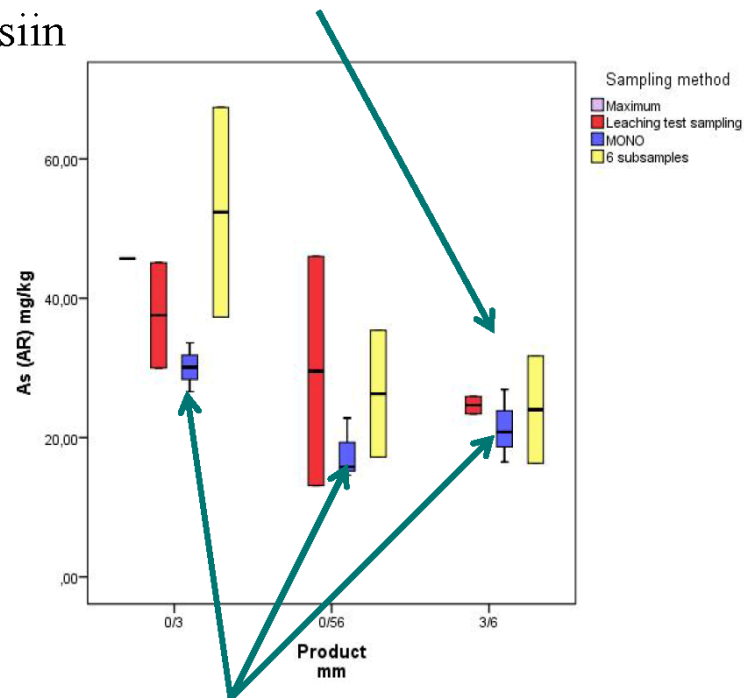 siin
Sampling method
Maximum
Leaching test sampling
MONO
6 subsamples
60,00
40,00
20,00
,00
As (AR) mg/kg
0/3
0/56
3/6
Product
mm